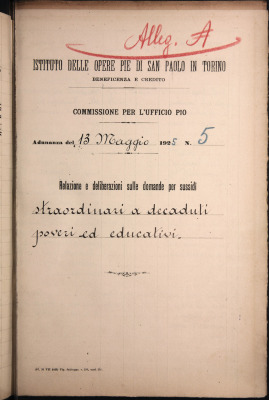 Alleg. A
ISTITUTO DELLE OPERE PIE DI SAN PAOLO IN TORINO
BENEFICENZA E CREDITO
COMMISSIONE PER L'UFFICIO PIO
Adunanza del 13 Maggio 1925 N. 5
Relazione e deliberazioni sulle domande per sussidi
straordinari a decaduti
poveri ed educativi.